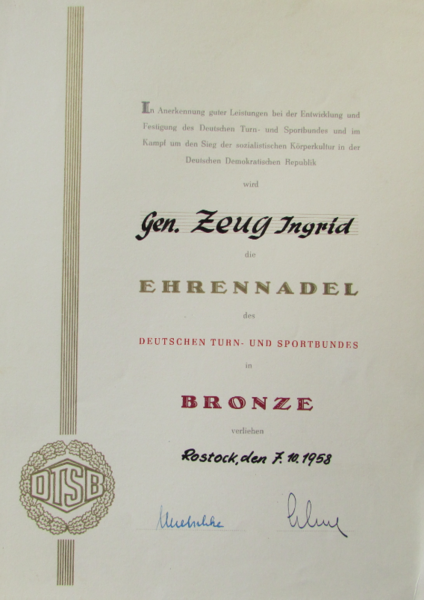 In Anerkennung guter Leistungen bei der Entwicklung und
Festigung des Deutschen Turn- und Sportbundes und im
Kampf um den Sieg der sozialistischen Körperkultur in der
Deutschen Demokratischen Republik
wird
Gen. Zeug Ingrid
die
EHRENNADEL
des
DEUTSCHEN TURN- UND SPORTBUNDES
in
BRONZE
verliehen
Rostock, den 7.10.1958
DTSB